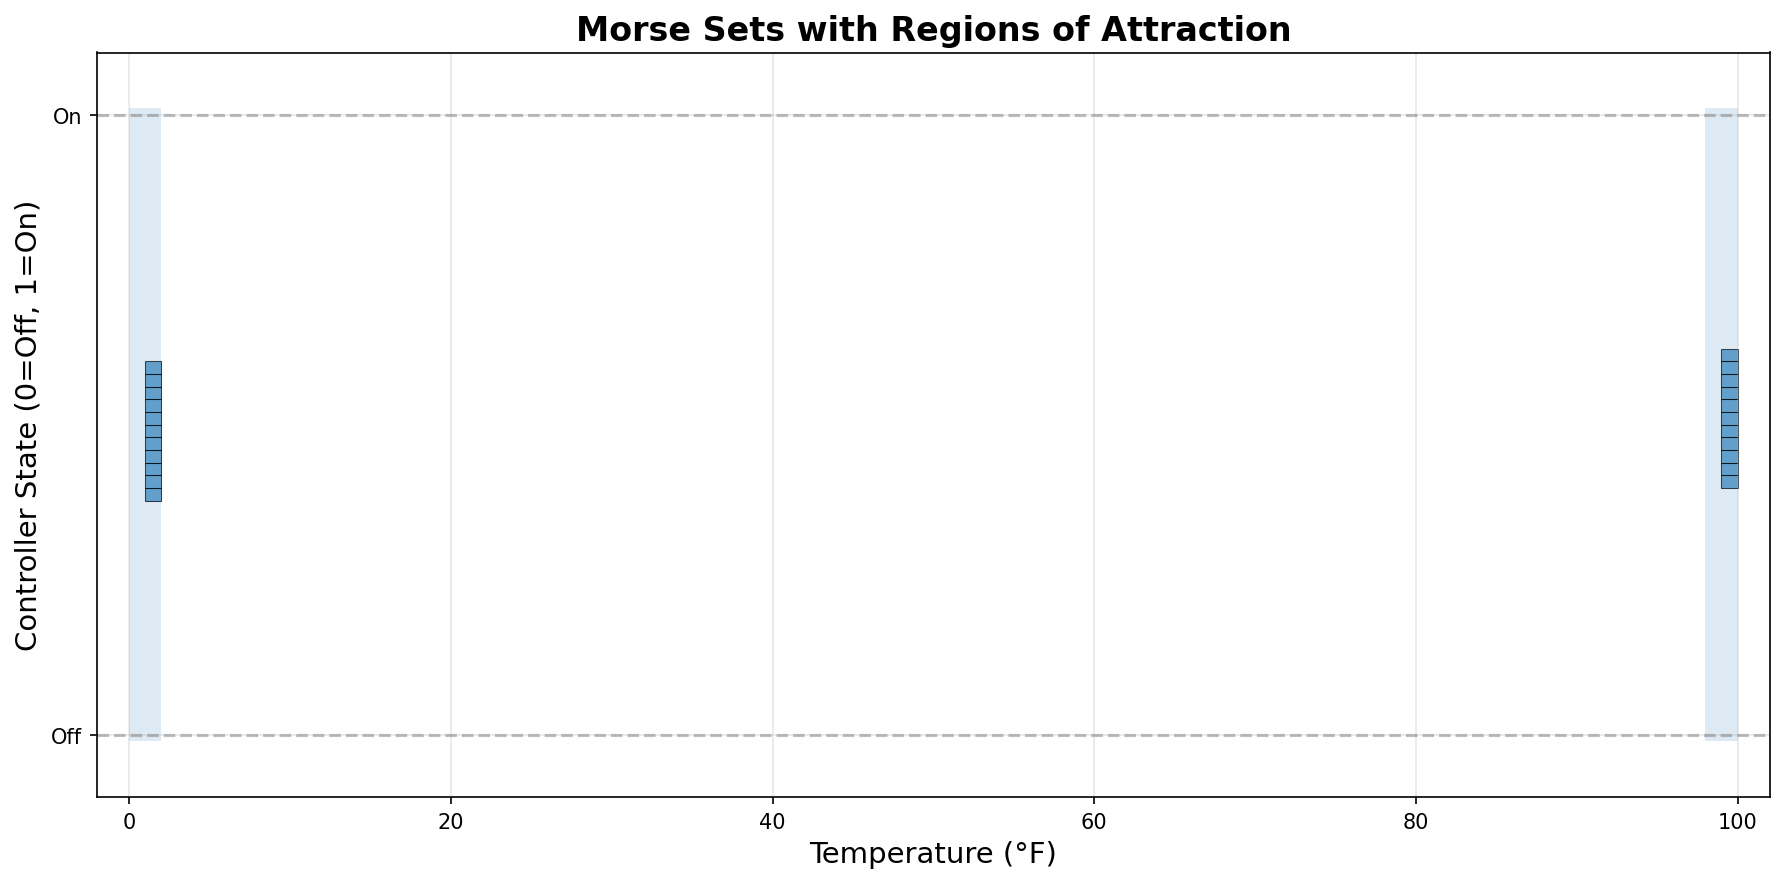 Morse Sets with Regions of Attraction
Controller State (0=Off, 1=On)
On
Off
0 20 40 60 80 100
Temperature (°F)